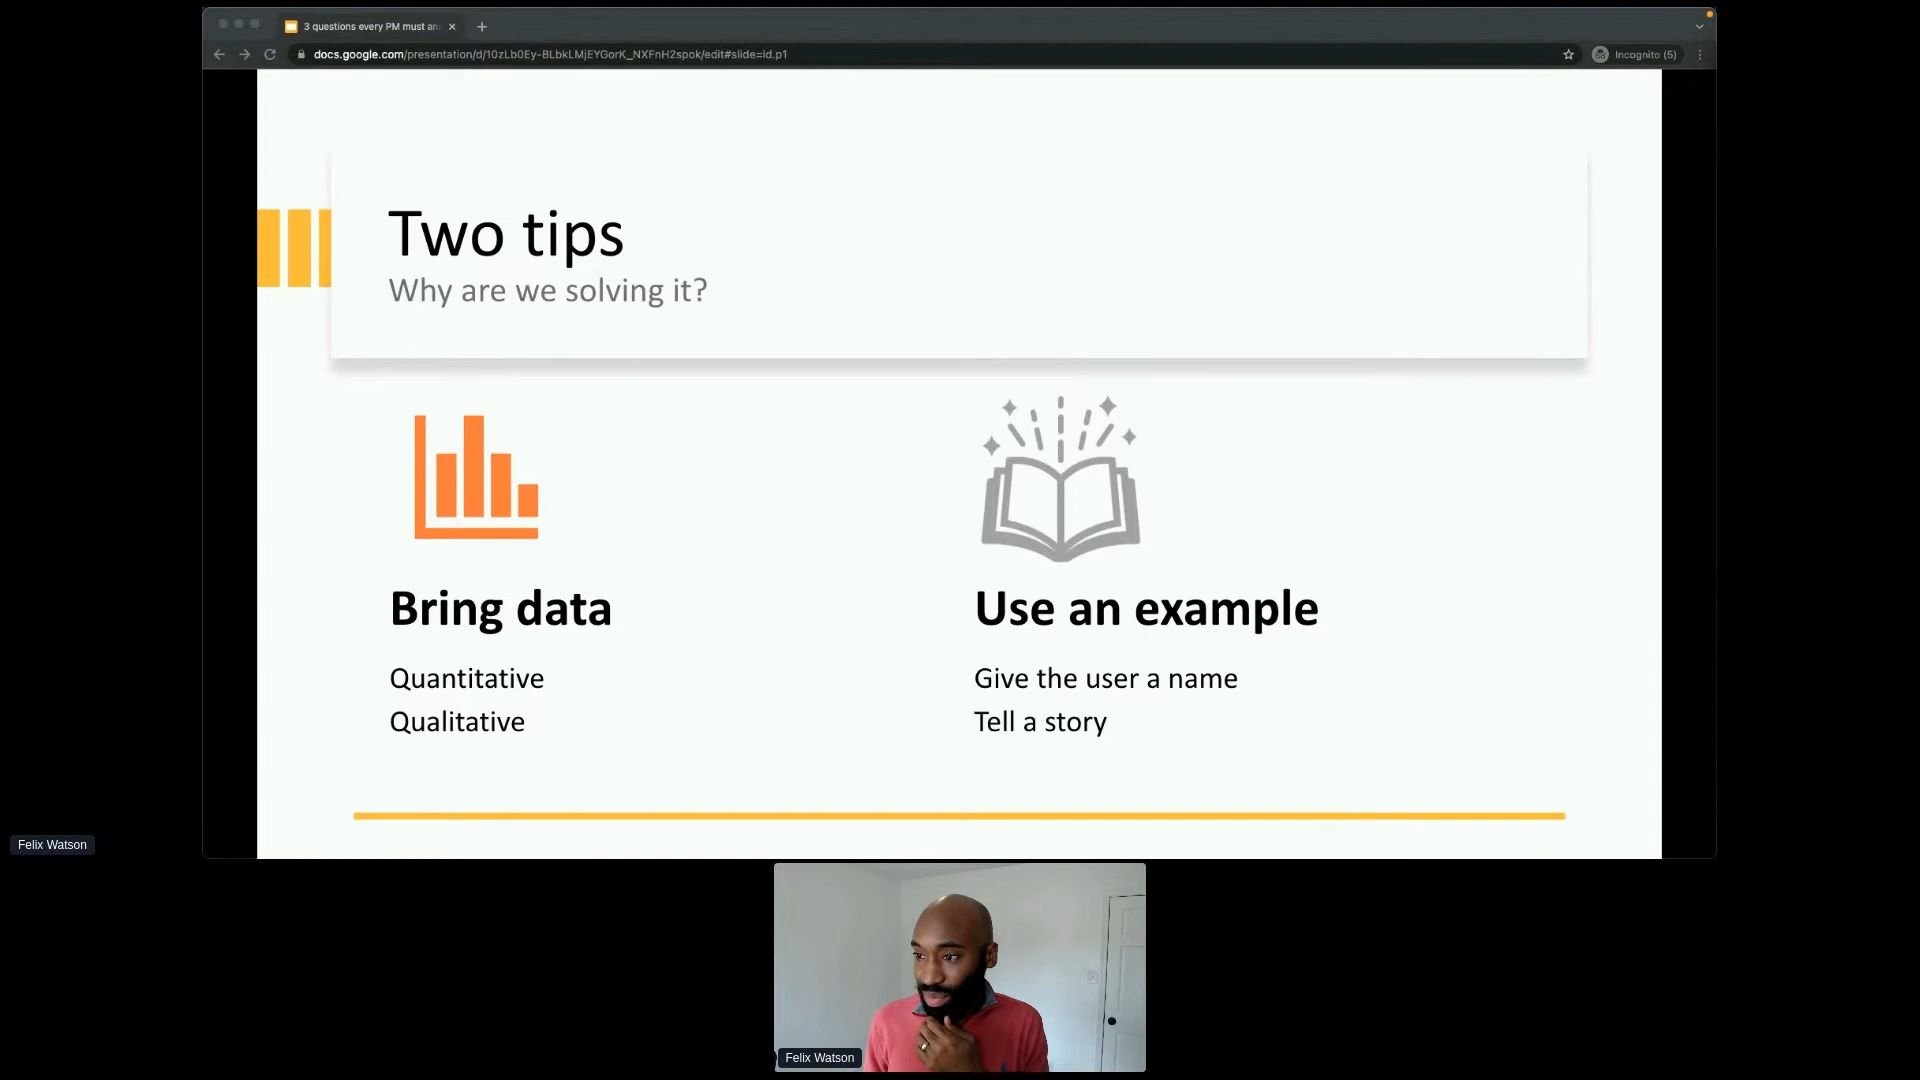 3 questions every PM must an
docs.google.com/presentation/d/10zLb0Ey-BLbkLMjEYGorK_NXFnH2spok/edit#slide=id.p1
Incognito (5)
Two tips
Why are we solving it?
Bring data
Quantitative
Qualitative
Use an example
Give the user a name
Tell a story
Felix Watson
Felix Watson